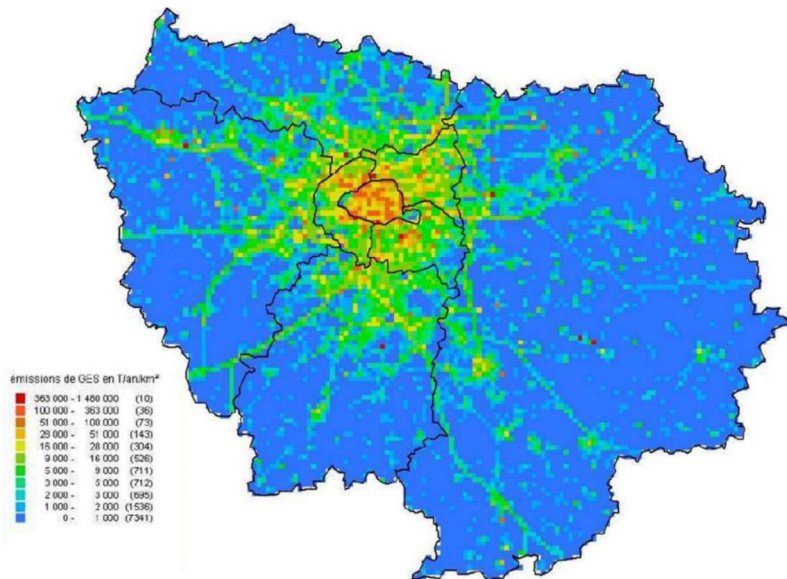 émissions de GES en T/an/km²
363 000 - 1 480 000 (10)
100 000 - 363 000 (36)
51 000 - 100 000 (73)
28 000 - 51 000 (143)
16 000 - 28 000 (304)
9 000 - 16 000 (526)
5 000 - 9 000 (711)
3 000 - 5 000 (712)
2 000 - 3 000 (695)
1 000 - 2 000 (1536)
0 - 1 000 (7341)